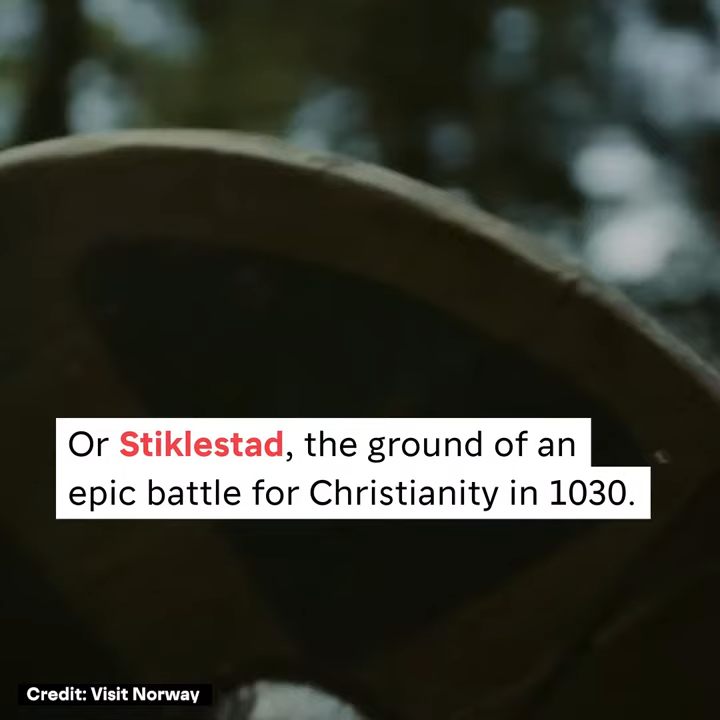 Or Stiklestad, the ground of an
epic battle for Christianity in 1030.
Credit: Visit Norway